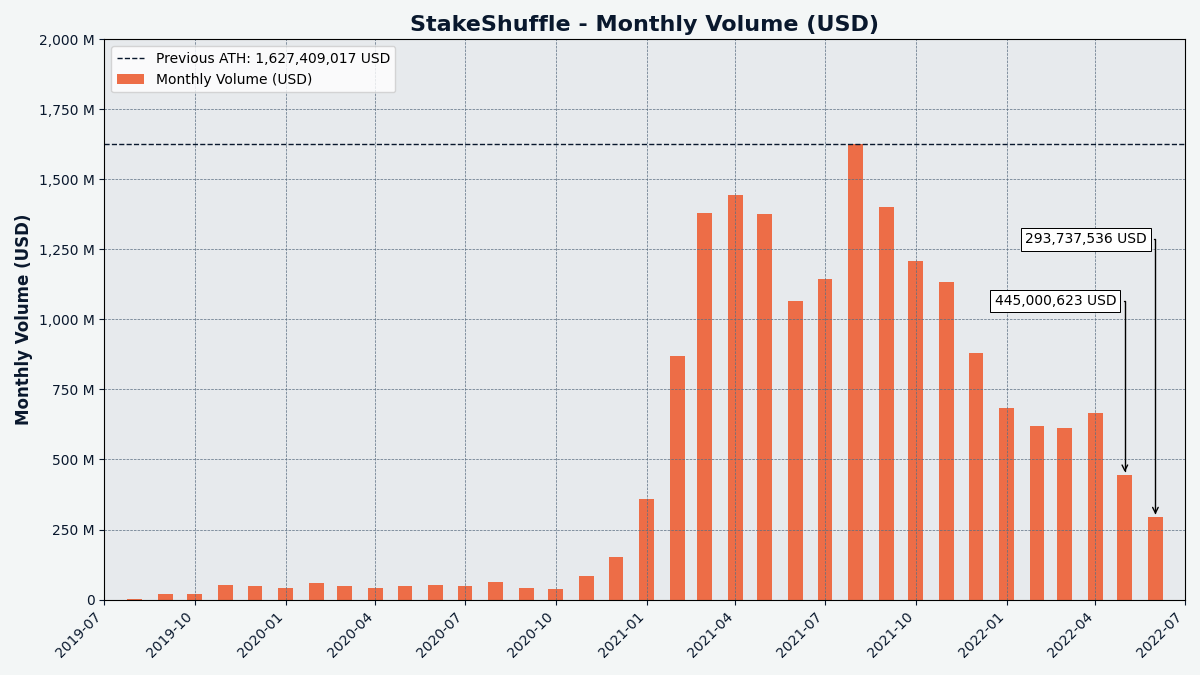 StakeShuffle - Monthly Volume (USD)
Previous ATH: 1,627,409,017 USD
Monthly Volume (USD)
Monthly Volume (USD)
2,000 M
1,750 M
1,500 M
1,250 M
1,000 M
750 M
500 M
250 M
0
293,737,536 USD
445,000,623 USD
2019-07
2019-10
2020-01
2020-04
2020-07
2020-10
2021-01
2021-04
2021-07
2021-10
2022-01
2022-04
2022-07